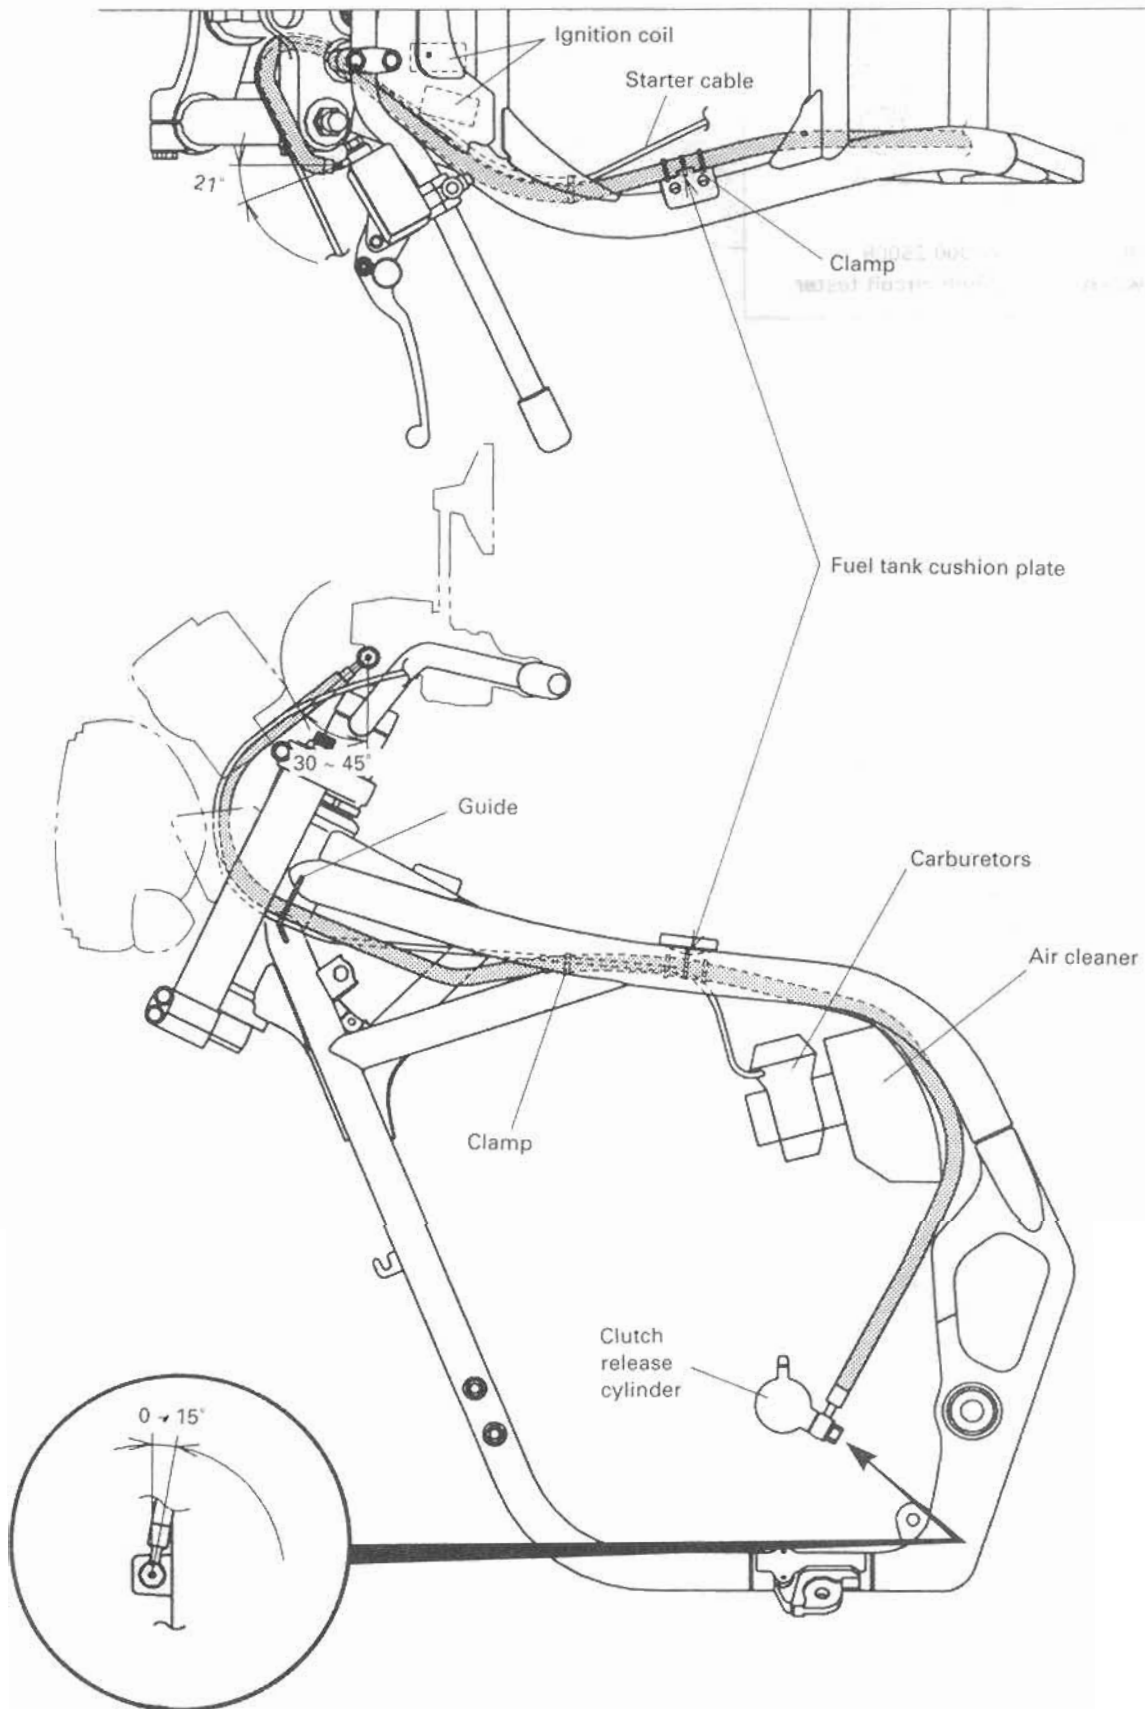 Ignition coil
Starter cable
21°
Clamp
Fuel tank cushion plate
30 ~ 45°
Guide
Carburetors
Air cleaner
Clamp
Clutch
release
cylinder
0 ~ 15°